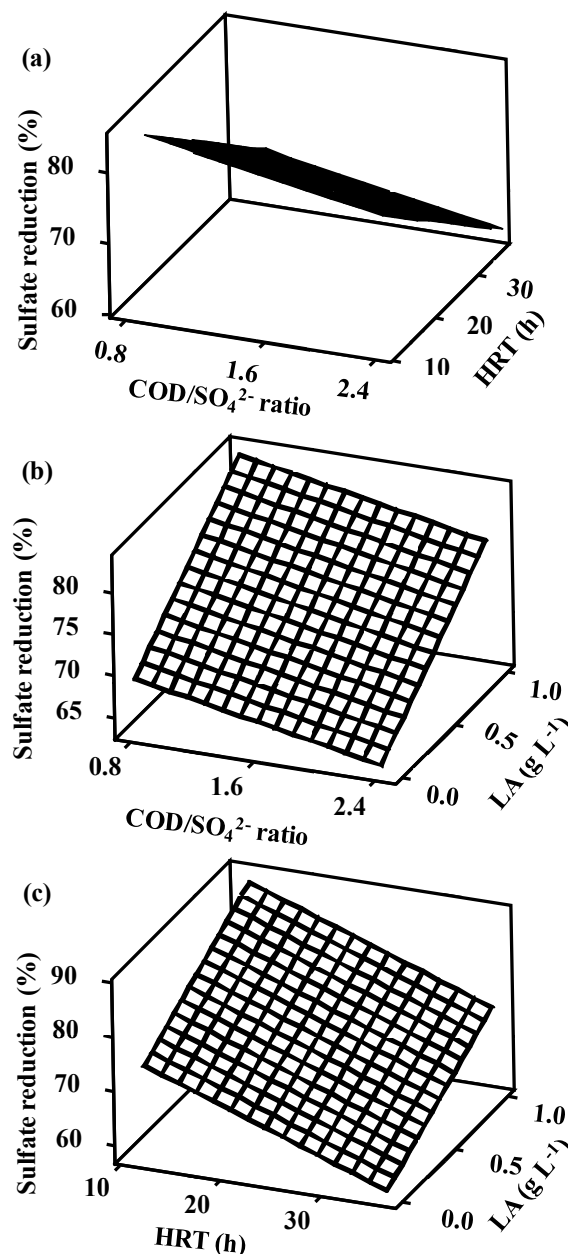 (a)
Sulfate reduction (%)
80
70
60
0.8
1.6
2.4
COD/SO₄²⁻ ratio
10
20
30
HRT (h)
(b)
Sulfate reduction (%)
80
75
70
65
0.8
1.6
2.4
COD/SO₄²⁻ ratio
0.0
0.5
1.0
LA (g L⁻¹)
(c)
Sulfate reduction (%)
90
80
70
60
10
20
30
HRT (h)
0.0
0.5
1.0
LA (g L⁻¹)